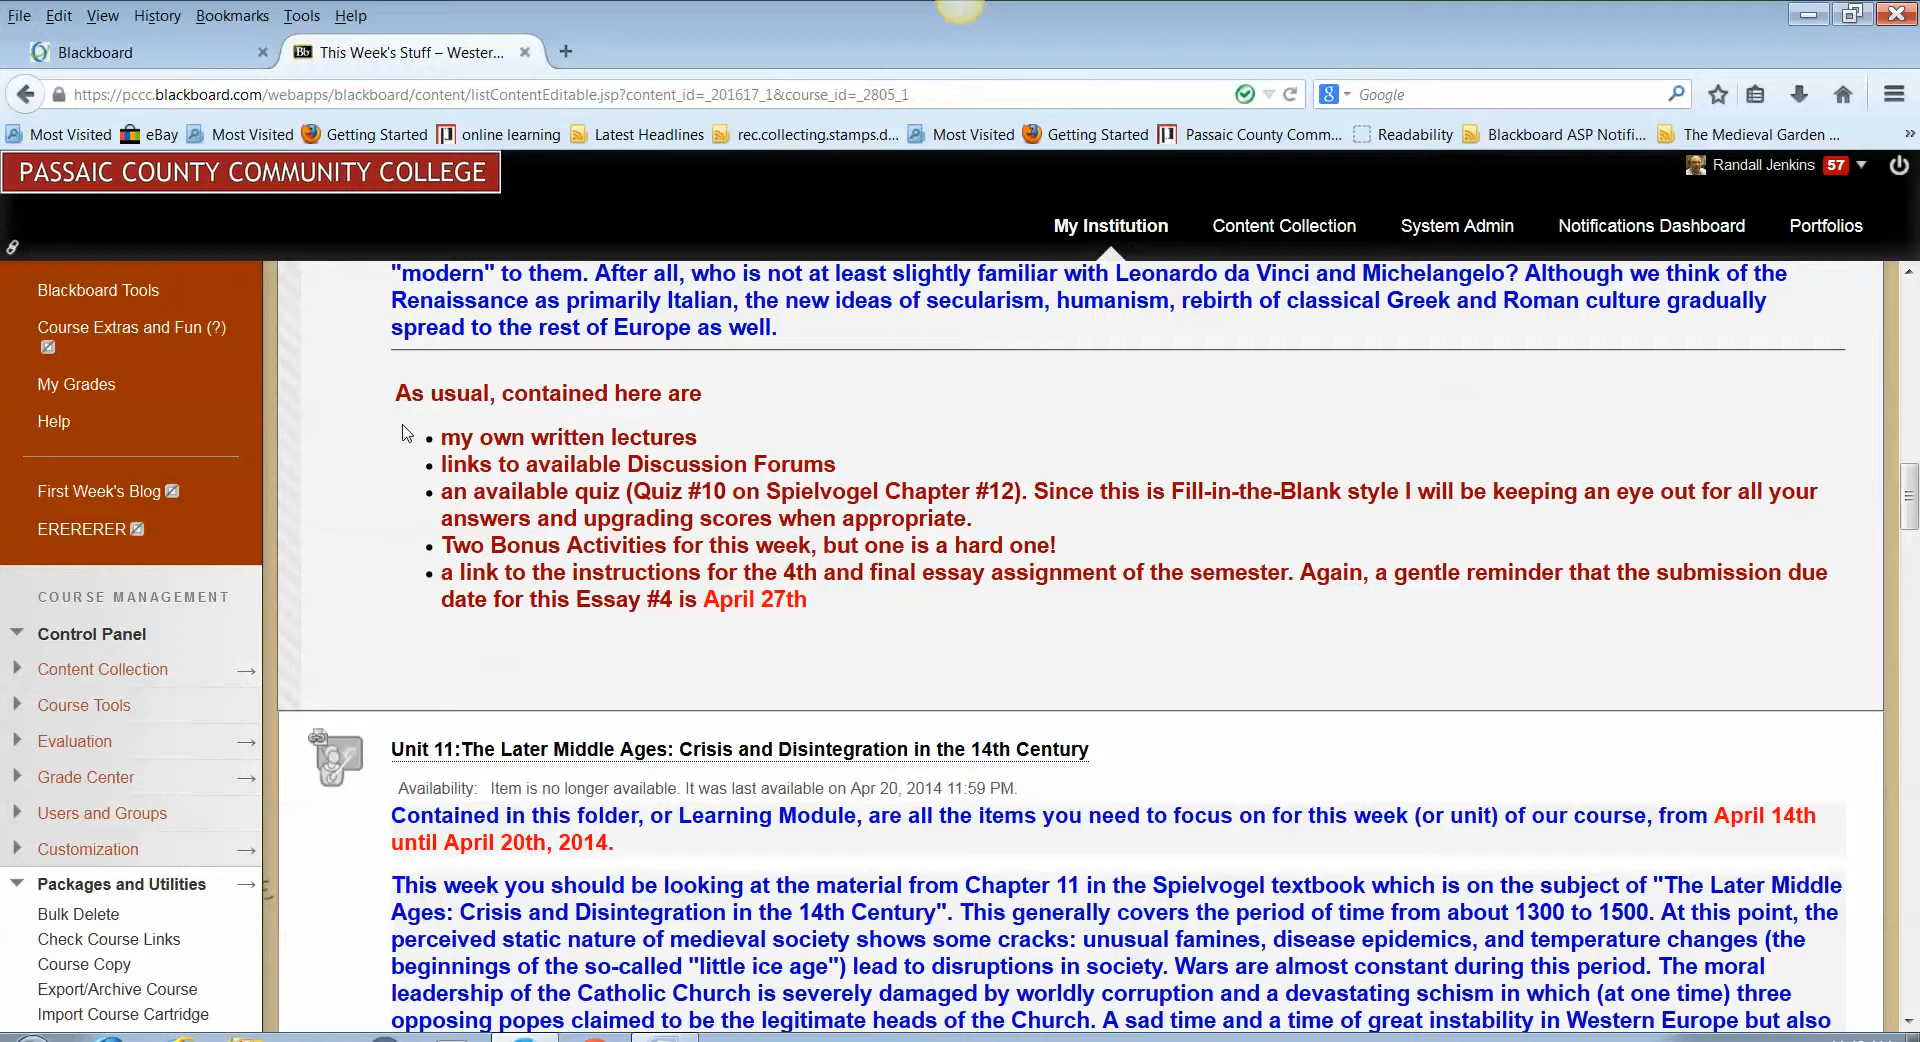 File Edit View History Bookmarks Tools Help
Blackboard
Bb This Week's Stuff – Wester...
https://pccc.blackboard.com/webapps/blackboard/content/listContentEditable.jsp?content_id=_201617_1&course_id=_2805_1
8 Google
Most Visited eBay Most Visited Getting Started online learning Latest Headlines rec.collecting.stamps.d... Most Visited Getting Started Passaic County Comm... Readability Blackboard ASP Notifi... The Medieval Garden ... »
PASSAIC COUNTY COMMUNITY COLLEGE
Randall Jenkins 57
My Institution Content Collection System Admin Notifications Dashboard Portfolios
Blackboard Tools
Course Extras and Fun (?)
My Grades
Help
First Week's Blog
ERERERER
COURSE MANAGEMENT
Control Panel
Content Collection
Course Tools
Evaluation
Grade Center
Users and Groups
Customization
Packages and Utilities
Bulk Delete
Check Course Links
Course Copy
Export/Archive Course
Import Course Cartridge
"modern" to them. After all, who is not at least slightly familiar with Leonardo da Vinci and Michelangelo? Although we think of the
Renaissance as primarily Italian, the new ideas of secularism, humanism, rebirth of classical Greek and Roman culture gradually
spread to the rest of Europe as well.
As usual, contained here are
• my own written lectures
• links to available Discussion Forums
• an available quiz (Quiz #10 on Spielvogel Chapter #12). Since this is Fill-in-the-Blank style I will be keeping an eye out for all your
answers and upgrading scores when appropriate.
• Two Bonus Activities for this week, but one is a hard one!
• a link to the instructions for the 4th and final essay assignment of the semester. Again, a gentle reminder that the submission due
date for this Essay #4 is April 27th
Unit 11:The Later Middle Ages: Crisis and Disintegration in the 14th Century
Availability: Item is no longer available. It was last available on Apr 20, 2014 11:59 PM.
Contained in this folder, or Learning Module, are all the items you need to focus on for this week (or unit) of our course, from April 14th
until April 20th, 2014.
This week you should be looking at the material from Chapter 11 in the Spielvogel textbook which is on the subject of "The Later Middle
Ages: Crisis and Disintegration in the 14th Century". This generally covers the period of time from about 1300 to 1500. At this point, the
perceived static nature of medieval society shows some cracks: unusual famines, disease epidemics, and temperature changes (the
beginnings of the so-called "little ice age") lead to disruptions in society. Wars are almost constant during this period. The moral
leadership of the Catholic Church is severely damaged by worldly corruption and a devastating schism in which (at one time) three
opposing popes claimed to be the legitimate heads of the Church. A sad time and a time of great instability in Western Europe but also